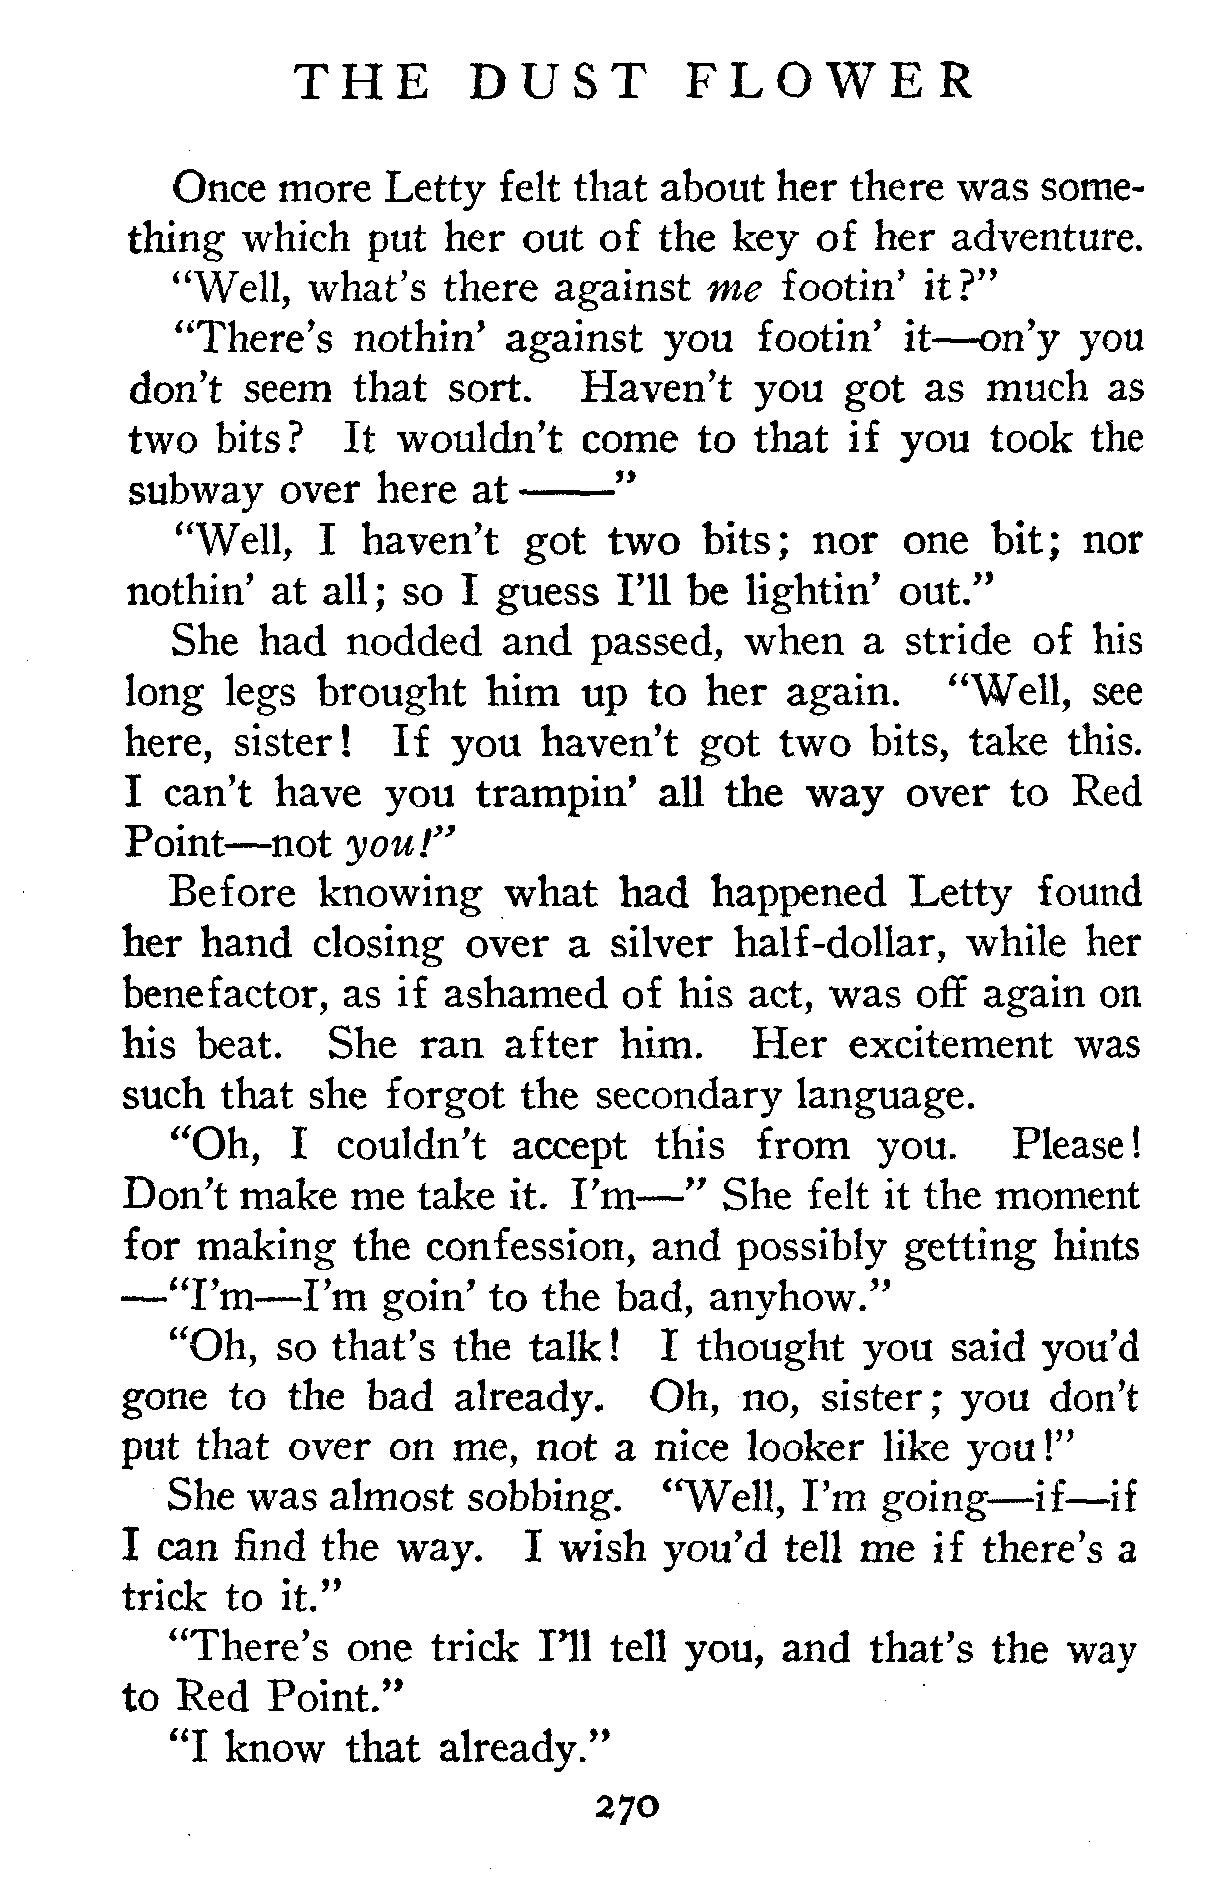 THE DUST FLOWER
Once more Letty felt that about her there was some-
thing which put her out of the key of her adventure.
“Well, what’s there against me footin’ it?”
“There’s nothin’ against you footin’ it—on’y you
don’t seem that sort. Haven’t you got as much as
two bits? It wouldn’t come to that if you took the
subway over here at ——”
“Well, I haven’t got two bits; nor one bit; nor
nothin’ at all; so I guess I’ll be lightin’ out.”
She had nodded and passed, when a stride of his
long legs brought him up to her again. “Well, see
here, sister! If you haven’t got two bits, take this.
I can’t have you trampin’ all the way over to Red
Point—not you!”
Before knowing what had happened Letty found
her hand closing over a silver half-dollar, while her
benefactor, as if ashamed of his act, was off again on
his beat. She ran after him. Her excitement was
such that she forgot the secondary language.
“Oh, I couldn’t accept this from you. Please!
Don’t make me take it. I’m—” She felt it the moment
for making the confession, and possibly getting hints
—“I’m—I’m goin’ to the bad, anyhow.”
“Oh, so that’s the talk! I thought you said you’d
gone to the bad already. Oh, no, sister; you don’t
put that over on me, not a nice looker like you!”
She was almost sobbing. “Well, I’m going—if—if
I can find the way. I wish you’d tell me if there’s a
trick to it.”
“There’s one trick I’ll tell you, and that’s the way
to Red Point.”
“I know that already.”
270